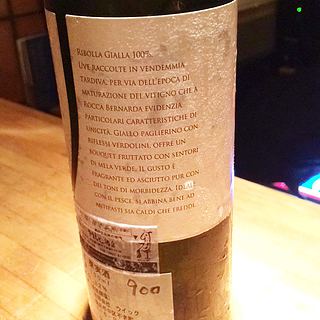 Ribolla Gialla 100%.
Uve raccolte in vendemmia
tardiva, per via dell'epoca di
maturazione del vitigno che a
Rocca Bernarda evidenzia
particolari caratteristiche di
unicità. Giallo paglierino con
riflessi verdolini, offre un
bouquet fruttato con sentori
di mela verde. Il gusto è
fragrante ed asciutto pur con
dei toni di morbidezza.
con il pesce, si abbina bene ad
antipasti sia caldi che freddi.
900